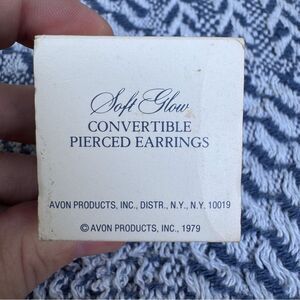 Soft Glow
CONVERTIBLE
PIERCED EARRINGS
AVON PRODUCTS, INC., DISTR., N.Y., N.Y. 10019
© AVON PRODUCTS, INC., 1979